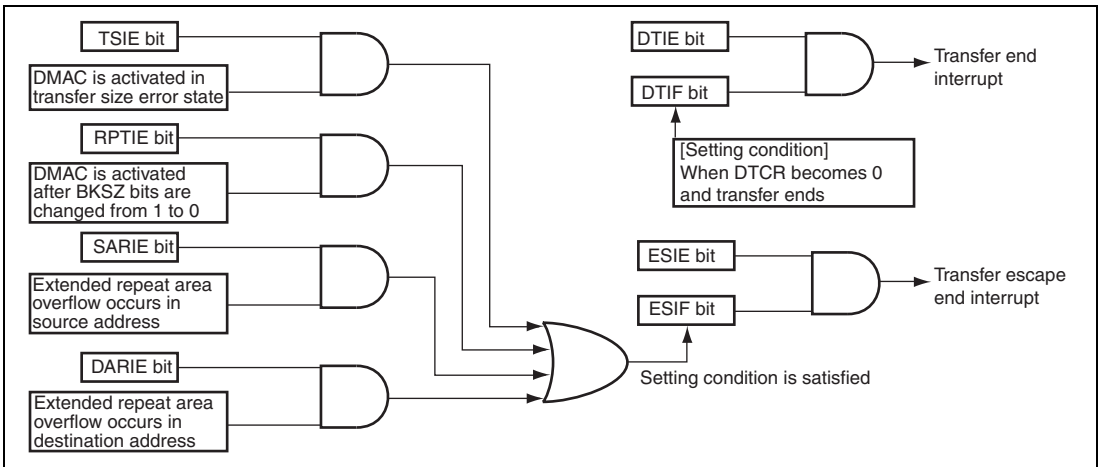 TSIE bit
DMAC is activated in
transfer size error state
RPTIE bit
DMAC is activated
after BKSZ bits are
changed from 1 to 0
SARIE bit
Extended repeat area
overflow occurs in
source address
DARIE bit
Extended repeat area
overflow occurs in
destination address
DTIE bit
DTIF bit
Transfer end
interrupt
[Setting condition]
When DTCR becomes 0
and transfer ends
ESIE bit
ESIF bit
Transfer escape
end interrupt
Setting condition is satisfied